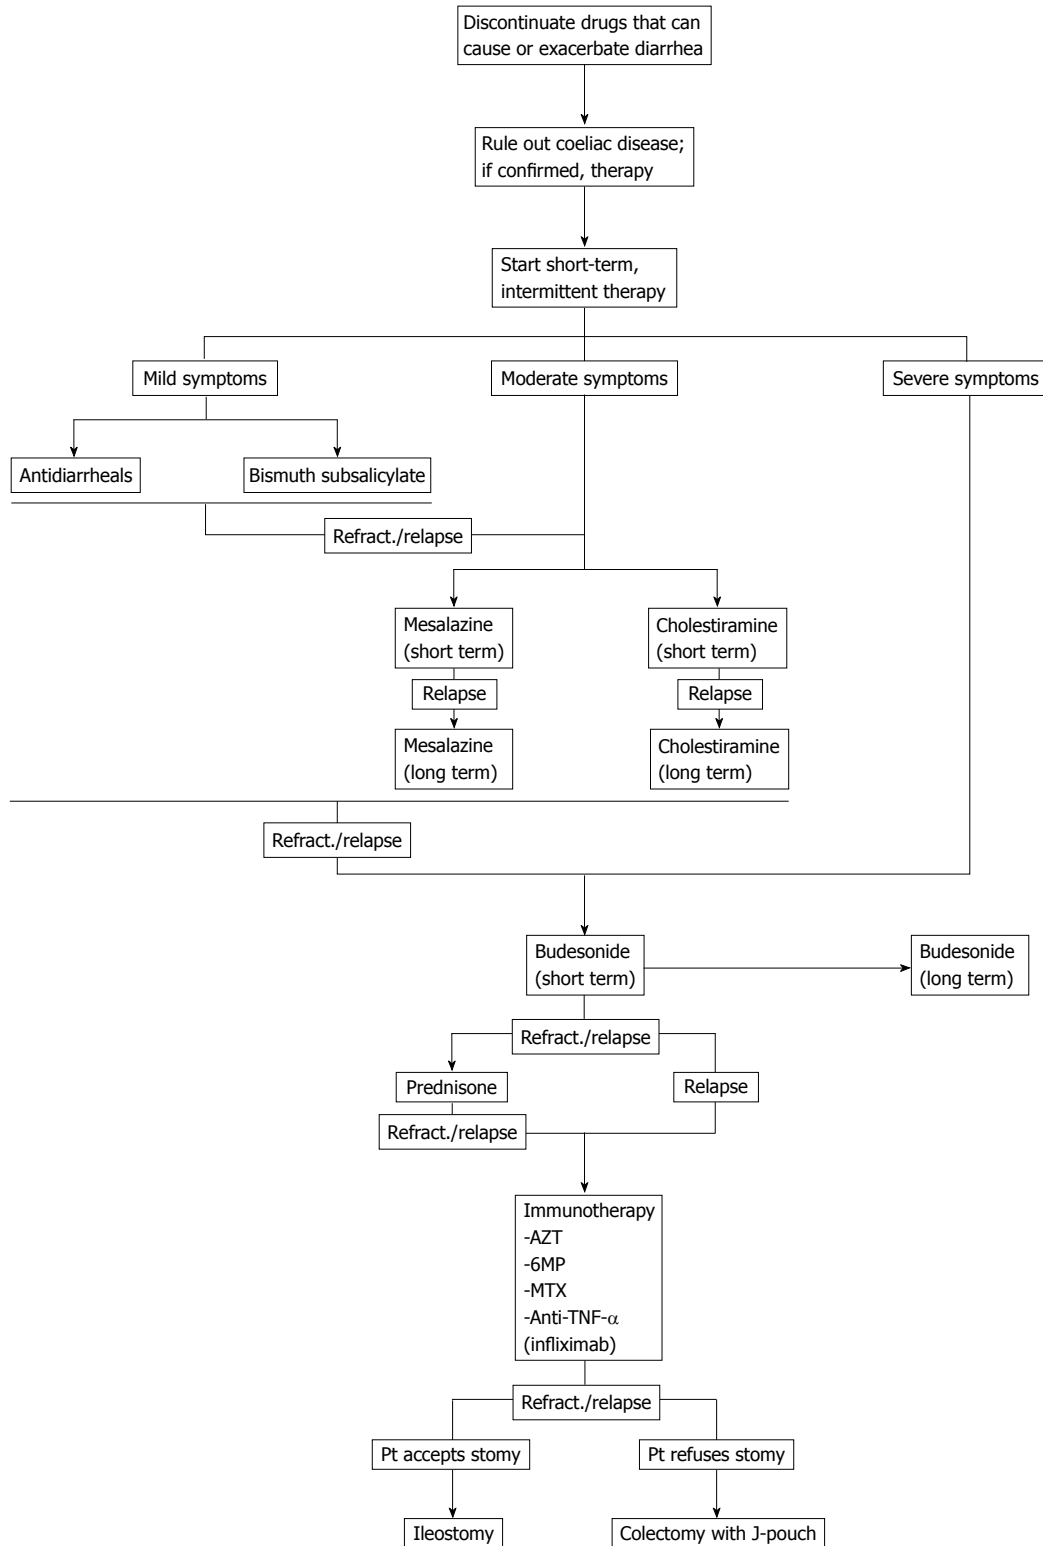 Discontinuate drugs that can
cause or exacerbate diarrhea
Rule out coeliac disease;
if confirmed, therapy
Start short-term,
intermittent therapy
Mild symptoms
Moderate symptoms
Severe symptoms
Antidiarrheals
Bismuth subsalicylate
Refract./relapse
Mesalazine
(short term)
Cholestiramine
(short term)
Relapse
Relapse
Mesalazine
(long term)
Cholestiramine
(long term)
Refract./relapse
Budesonide
(short term)
Budesonide
(long term)
Refract./relapse
Prednisone
Relapse
Refract./relapse
Immunotherapy
-AZT
-6MP
-MTX
-Anti-TNF-α
(infliximab)
Refract./relapse
Pt accepts stomy
Pt refuses stomy
Ileostomy
Colectomy with J-pouch